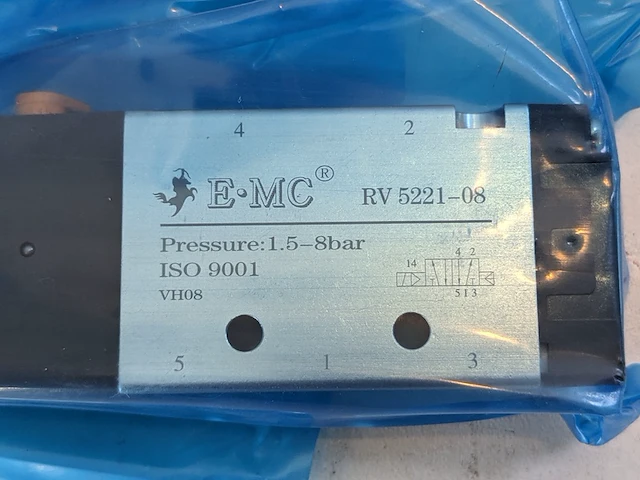 4 2
E·MC® RV 5221-08
Pressure:1.5-8bar
ISO 9001
VH08
14 4 2
5 1 3
5 1 3